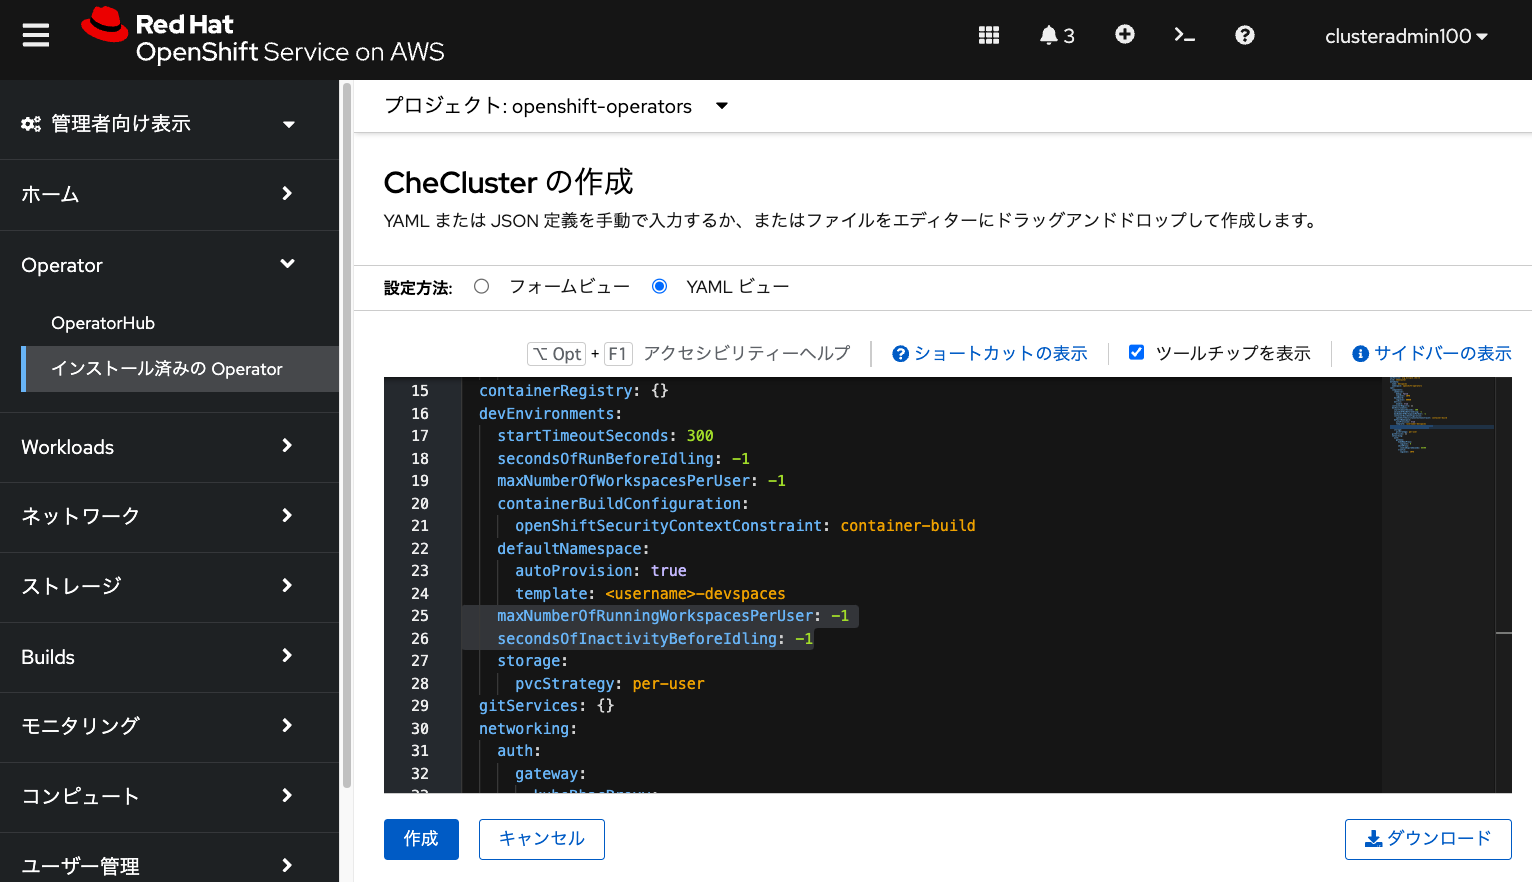 Red Hat
OpenShift Service on AWS
3
clusteradmin100
管理者向け表示
ホーム
Operator
OperatorHub
インストール済みの Operator
Workloads
ネットワーク
ストレージ
Builds
モニタリング
コンピュート
ユーザー管理
プロジェクト: openshift-operators
CheCluster の作成
YAML または JSON 定義を手動で入力するか、またはファイルをエディターにドラッグアンドドロップして作成します。
設定方法: フォームビュー YAML ビュー
⌥ Opt + F1 アクセシビリティーヘルプ ショートカットの表示 ツールチップを表示 サイドバーの表示
15 containerRegistry: {}
16 devEnvironments:
17 startTimeoutSeconds: 300
18 secondsOfRunBeforeIdling: -1
19 maxNumberOfWorkspacesPerUser: -1
20 containerBuildConfiguration:
21 openShiftSecurityContextConstraint: container-build
22 defaultNamespace:
23 autoProvision: true
24 template: <username>-devspaces
25 maxNumberOfRunningWorkspacesPerUser: -1
26 secondsOfInactivityBeforeIdling: -1
27 storage:
28 pvcStrategy: per-user
29 gitServices: {}
30 networking:
31 auth:
32 gateway:
作成 キャンセル ダウンロード